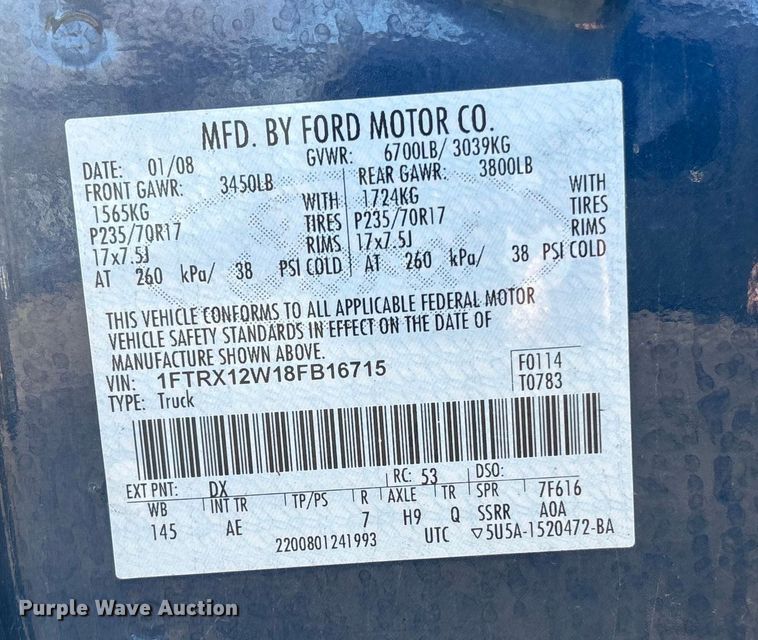 MFD. BY FORD MOTOR CO.
DATE: 01/08 GVWR: 6700LB/ 3039KG
FRONT GAWR: 3450LB REAR GAWR: 3800LB
1565KG WITH 1724KG WITH
P235/70R17 TIRES P235/70R17 TIRES
17x7.5J RIMS 17x7.5J RIMS
AT 260 kPa/ 38 PSI COLD AT 260 kPa/ 38 PSI COLD
THIS VEHICLE CONFORMS TO ALL APPLICABLE FEDERAL MOTOR
VEHICLE SAFETY STANDARDS IN EFFECT ON THE DATE OF
MANUFACTURE SHOWN ABOVE.
VIN: 1FTRX12W18FB16715 F0114
TYPE: Truck T0783
EXT PNT: DX RC: 53 DSO:
WB INT TR TP/PS R AXLE TR SPR 7F616
145 AE 7 H9 Q SSRR A0A
2200801241993 UTC ▽5U5A-1520472-BA
Purple Wave Auction